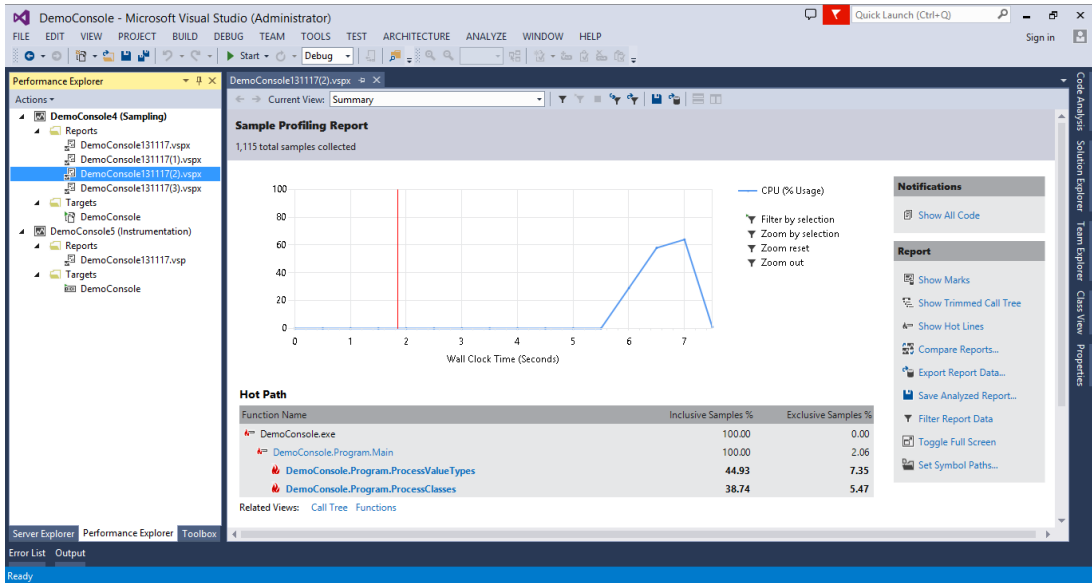 DemoConsole - Microsoft Visual Studio (Administrator)
Quick Launch (Ctrl+Q)
FILE EDIT VIEW PROJECT BUILD DEBUG TEAM TOOLS TEST ARCHITECTURE ANALYZE WINDOW HELP
Sign in
Start
Debug
Performance Explorer
Actions
DemoConsole4 (Sampling)
Reports
DemoConsole131117.vspx
DemoConsole131117(1).vspx
DemoConsole131117(2).vspx
DemoConsole131117(3).vspx
Targets
DemoConsole
DemoConsole5 (Instrumentation)
Reports
DemoConsole131117.vsp
Targets
DemoConsole
Server Explorer Performance Explorer Toolbox
DemoConsole131117(2).vspx
Current View: Summary
Sample Profiling Report
1,115 total samples collected
100
80
60
40
20
0
0 1 2 3 4 5 6 7
Wall Clock Time (Seconds)
CPU (% Usage)
Filter by selection
Zoom by selection
Zoom reset
Zoom out
Hot Path
Function Name Inclusive Samples % Exclusive Samples %
DemoConsole.exe 100.00 0.00
DemoConsole.Program.Main 100.00 2.06
DemoConsole.Program.ProcessValueTypes 44.93 7.35
DemoConsole.Program.ProcessClasses 38.74 5.47
Related Views: Call Tree Functions
Notifications
Show All Code
Report
Show Marks
Show Trimmed Call Tree
Show Hot Lines
Compare Reports...
Export Report Data...
Save Analyzed Report...
Filter Report Data
Toggle Full Screen
Set Symbol Paths...
Code Analysis
Solution Explorer
Team Explorer
Class View
Properties
Error List Output
Ready